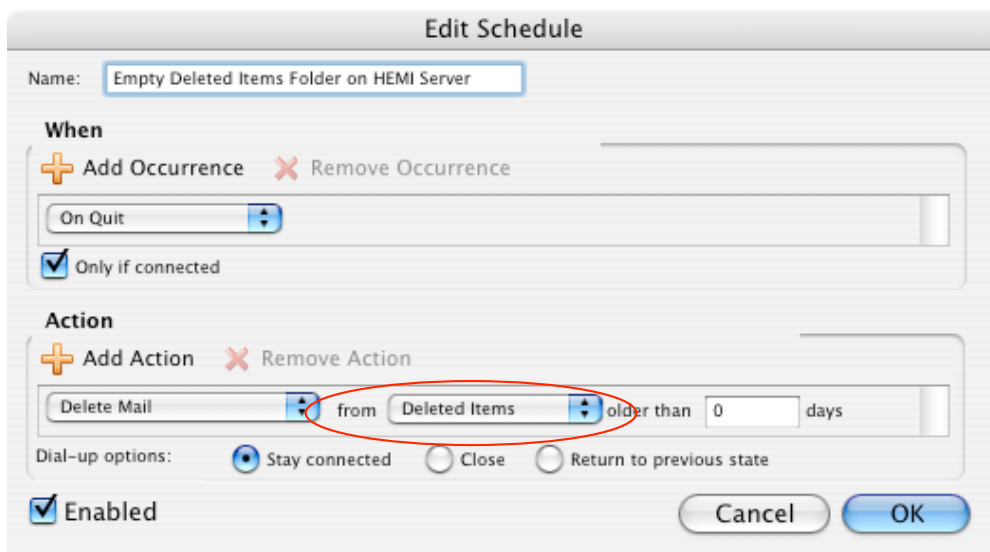 Edit Schedule
Name: Empty Deleted Items Folder on HEMI Server
When
Add Occurrence Remove Occurrence
On Quit
Only if connected
Action
Add Action Remove Action
Delete Mail from Deleted Items older than 0 days
Dial-up options: Stay connected Close Return to previous state
Enabled Cancel OK